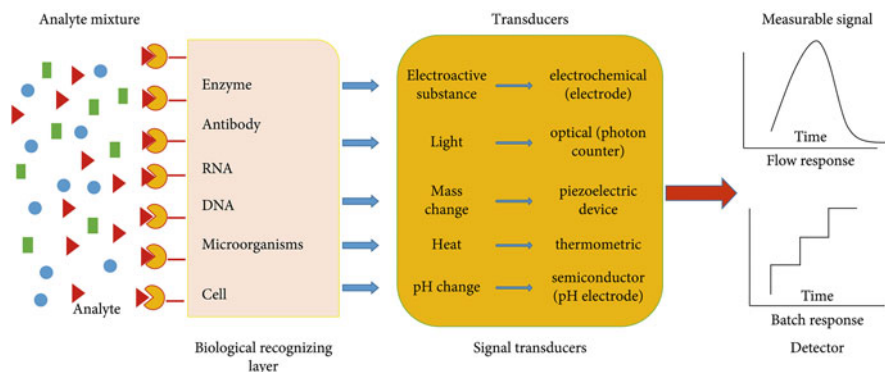 Analyte mixture
Analyte
Enzyme
Antibody
RNA
DNA
Microorganisms
Cell
Biological recognizing
layer
Transducers
Electroactive
substance
electrochemical
(electrode)
Light
optical (photon
counter)
Mass
change
piezoelectric
device
Heat
thermometric
pH change
semiconductor
(pH electrode)
Signal transducers
Measurable signal
Time
Flow response
Time
Batch response
Detector